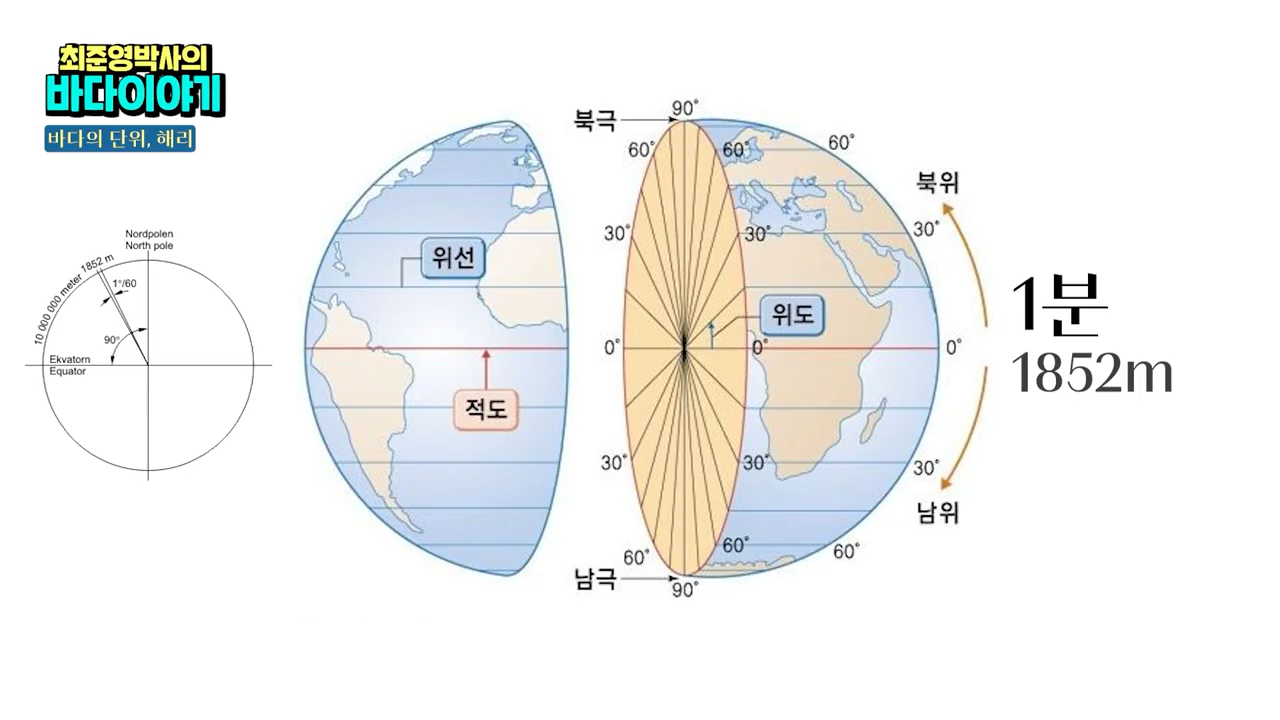 최준영박사의
바다이야기
바다의 단위, 해리
Nordpolen
North pole
10 000 000 meter
1852 m
1°/60
90°
Ekvatorn
Equator
위선
적도
북극
90°
60°
60°
60°
30°
30°
30°
위도
0°
0°
0°
30°
30°
30°
60°
60°
60°
남극
90°
북위
남위
1분
1852m